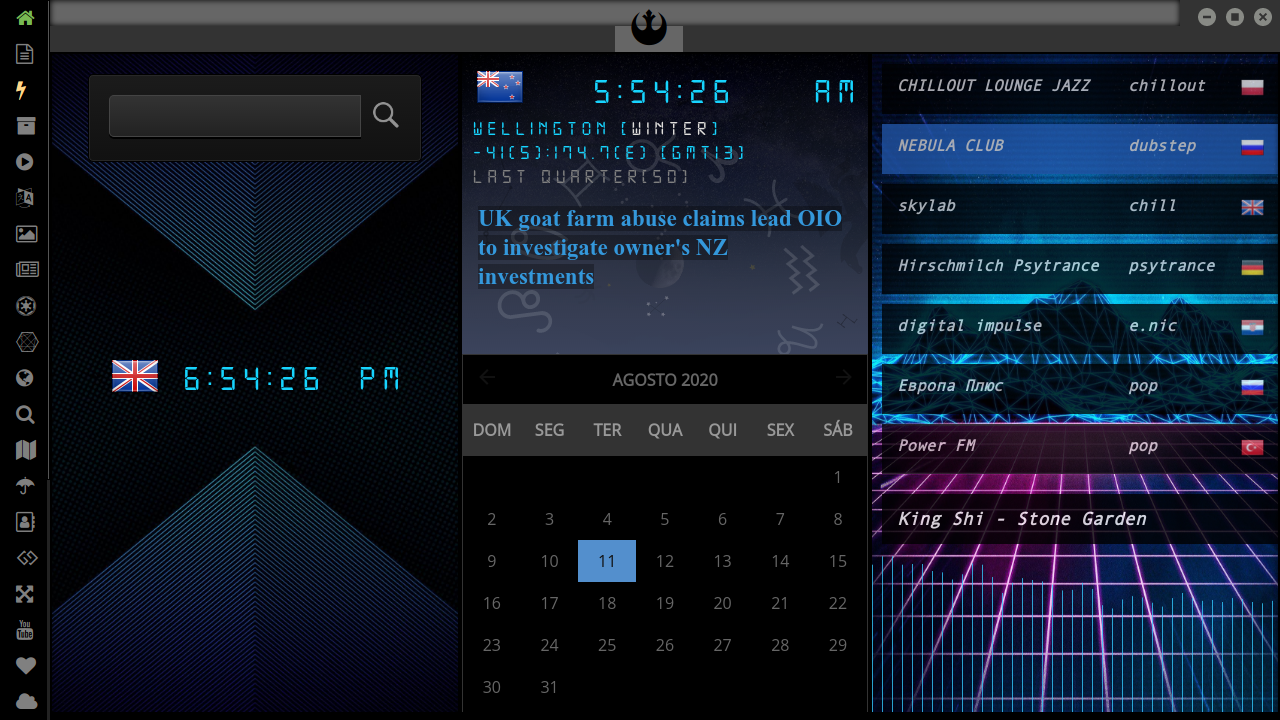 6:54:26 PM
5:54:26 AM
WELLINGTON [WINTER]
-41(S):174.7(E) [GMT13]
LAST QUARTER(50)
UK goat farm abuse claims lead OIO
to investigate owner's NZ
investments
AGOSTO 2020
DOM SEG TER QUA QUI SEX SÁB
1
2 3 4 5 6 7 8
9 10 11 12 13 14 15
16 17 18 19 20 21 22
23 24 25 26 27 28 29
30 31
CHILLOUT LOUNGE JAZZ chillout
NEBULA CLUB dubstep
skylab chill
Hirschmilch Psytrance psytrance
digital impulse e.nic
Европа Плюс pop
Power FM pop
King Shi - Stone Garden
You
Tube